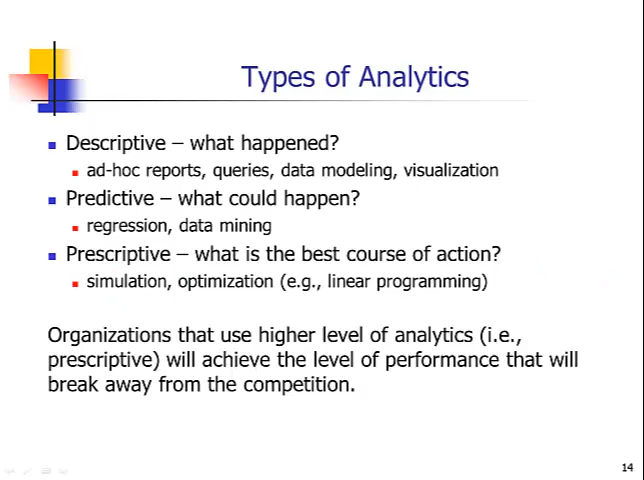 Types of Analytics
Descriptive – what happened?
ad-hoc reports, queries, data modeling, visualization
Predictive – what could happen?
regression, data mining
Prescriptive – what is the best course of action?
simulation, optimization (e.g., linear programming)
Organizations that use higher level of analytics (i.e.,
prescriptive) will achieve the level of performance that will
break away from the competition.
14